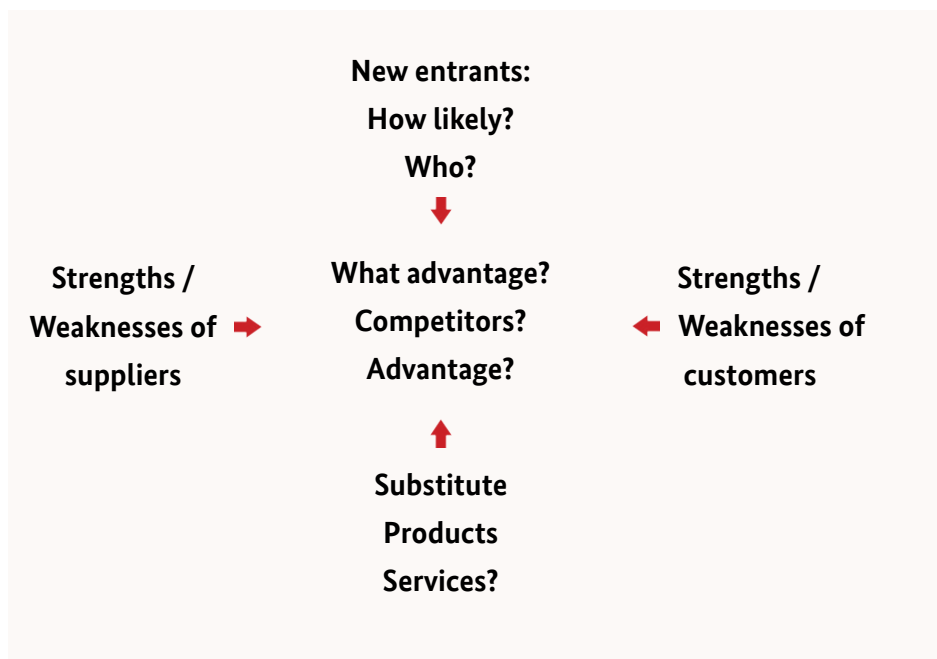 New entrants:
How likely?
Who?
Strengths /
Weaknesses of
suppliers
What advantage?
Competitors?
Advantage?
Strengths /
Weaknesses of
customers
Substitute
Products
Services?